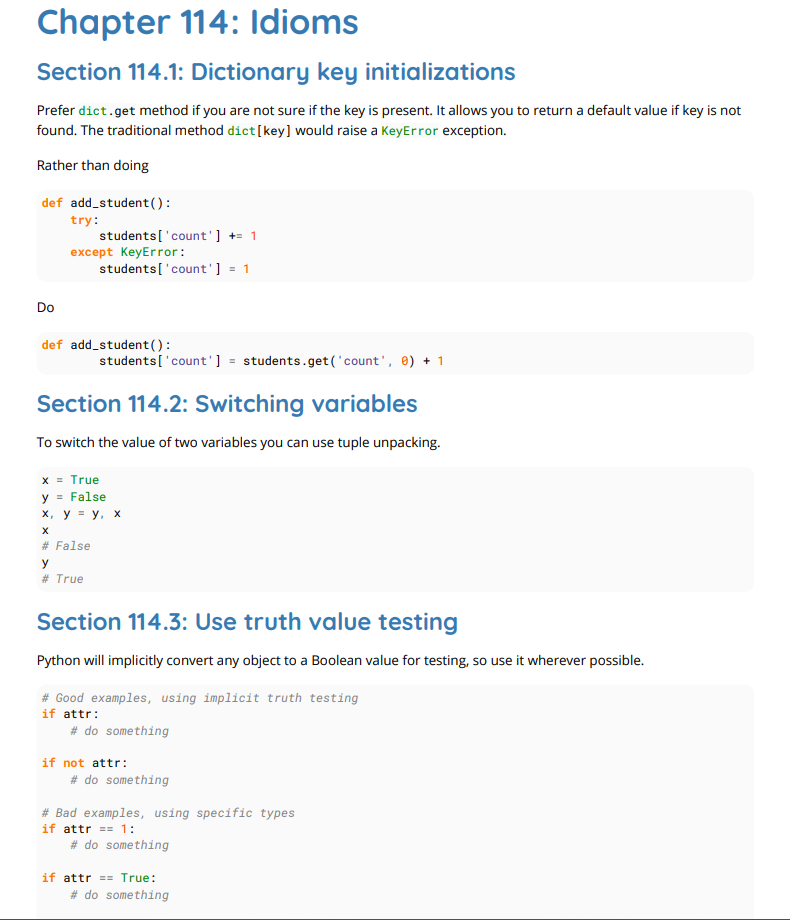 Chapter 114: Idioms
Section 114.1: Dictionary key initializations
Prefer dict.get method if you are not sure if the key is present. It allows you to return a default value if key is not
found. The traditional method dict[key] would raise a KeyError exception.
Rather than doing
def add_student():
    try:
        students['count'] += 1
    except KeyError:
        students['count'] = 1
Do
def add_student():
        students['count'] = students.get('count', 0) + 1
Section 114.2: Switching variables
To switch the value of two variables you can use tuple unpacking.
x = True
y = False
x, y = y, x
x
# False
y
# True
Section 114.3: Use truth value testing
Python will implicitly convert any object to a Boolean value for testing, so use it wherever possible.
# Good examples, using implicit truth testing
if attr:
    # do something
if not attr:
    # do something
# Bad examples, using specific types
if attr == 1:
    # do something
if attr == True:
    # do something